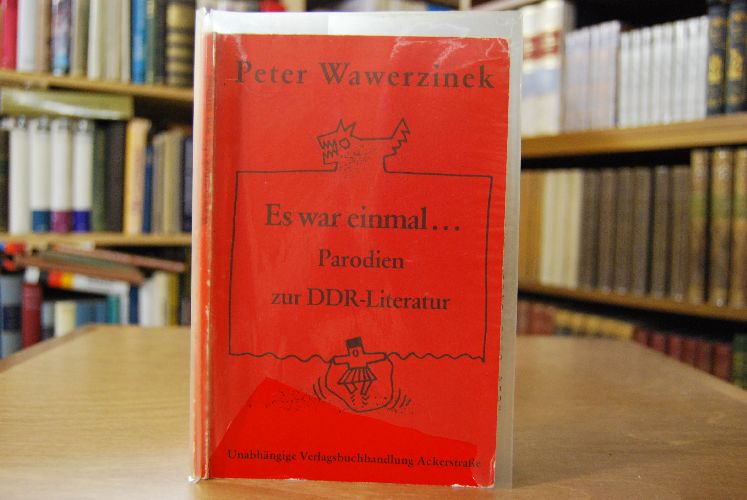 Peter Wawerzinek
Es war einmal...
Parodien
zur DDR-Literatur
Unabhängige Verlagsbuchhandlung Ackerstraße